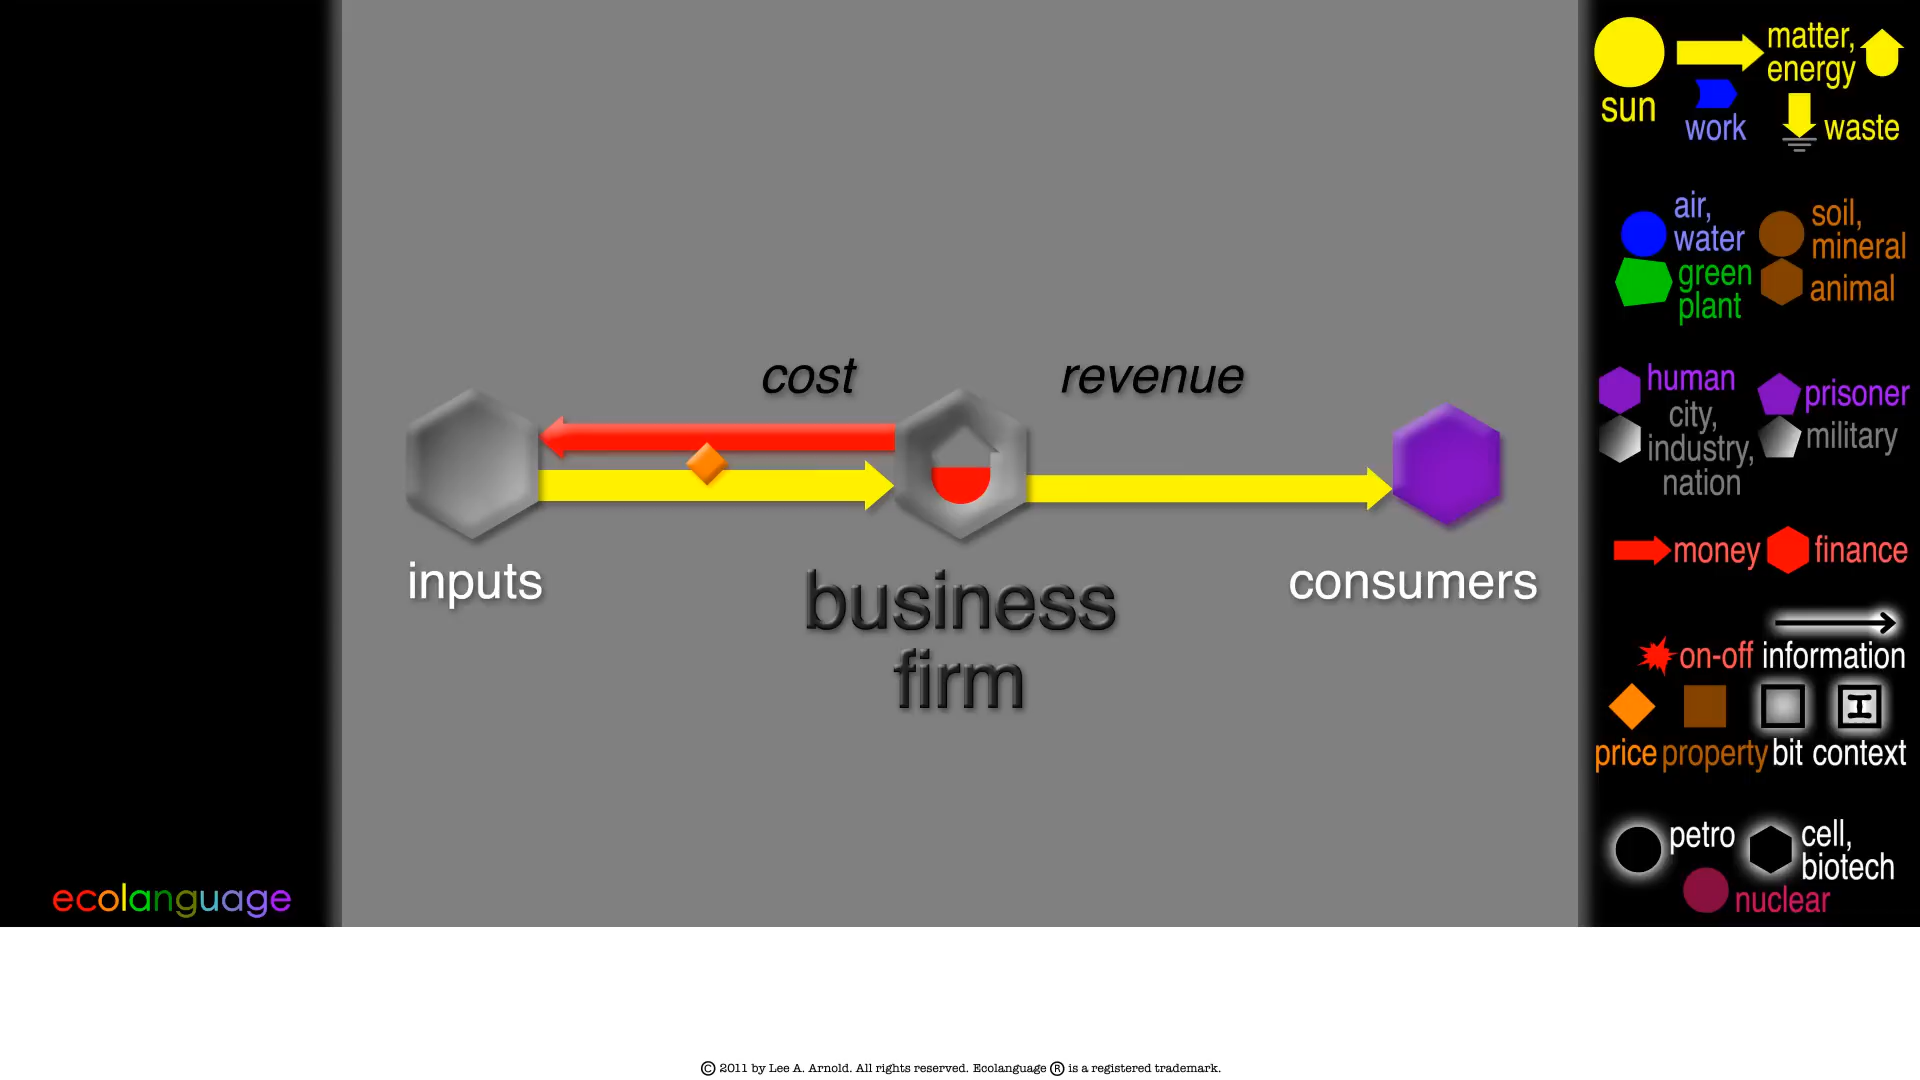 cost
revenue
inputs
business
firm
consumers
ecolanguage
sun
matter,
energy
work
waste
air,
water
soil,
mineral
green
plant
animal
human
prisoner
city,
industry,
nation
military
money
finance
on-off
information
price
property
bit
context
petro
cell,
biotech
nuclear
© 2011 by Lee A. Arnold. All rights reserved. Ecolanguage ® is a registered trademark.